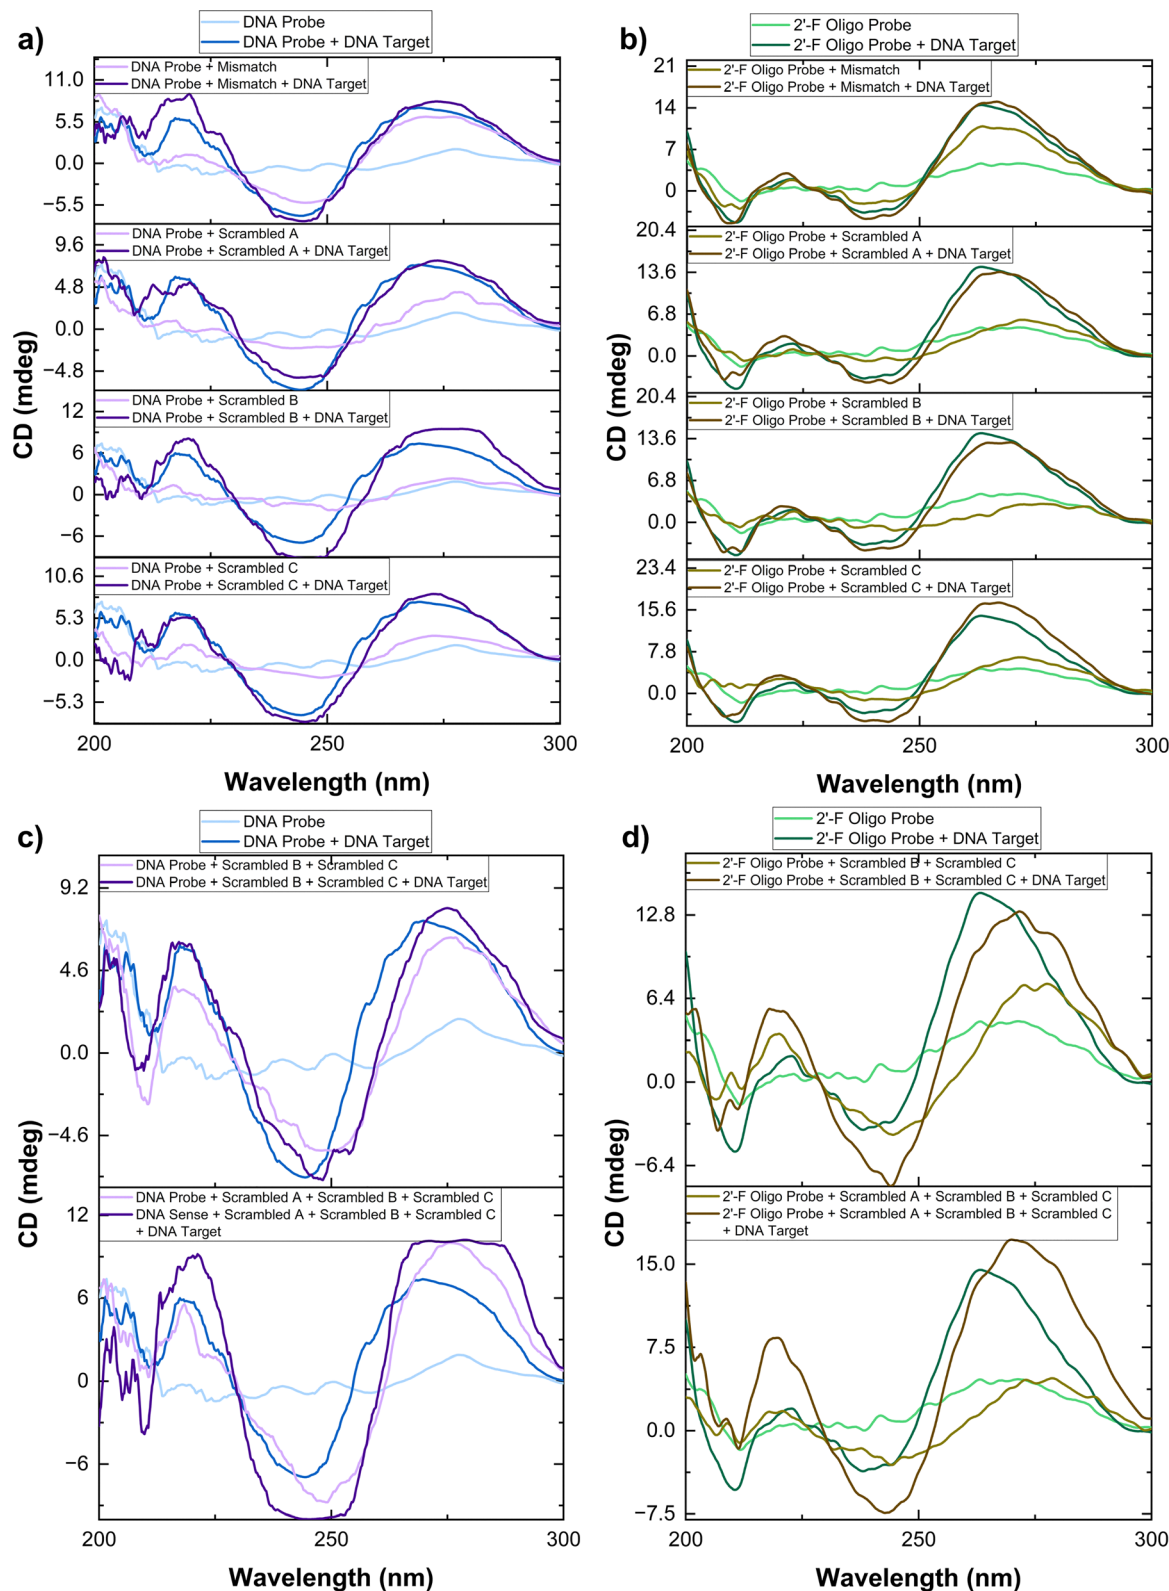 a)
DNA Probe
DNA Probe + DNA Target
DNA Probe + Mismatch
DNA Probe + Mismatch + DNA Target
11.0
5.5
0.0
−5.5
DNA Probe + Scrambled A
DNA Probe + Scrambled A + DNA Target
9.6
4.8
0.0
−4.8
DNA Probe + Scrambled B
DNA Probe + Scrambled B + DNA Target
12
6
0
−6
DNA Probe + Scrambled C
DNA Probe + Scrambled C + DNA Target
10.6
5.3
0.0
−5.3
CD (mdeg)
200
250
300
Wavelength (nm)
b)
2'-F Oligo Probe
2'-F Oligo Probe + DNA Target
2'-F Oligo Probe + Mismatch
2'-F Oligo Probe + Mismatch + DNA Target
21
14
7
0
2'-F Oligo Probe + Scrambled A
2'-F Oligo Probe + Scrambled A + DNA Target
20.4
13.6
6.8
0.0
2'-F Oligo Probe + Scrambled B
2'-F Oligo Probe + Scrambled B + DNA Target
20.4
13.6
6.8
0.0
2'-F Oligo Probe + Scrambled C
2'-F Oligo Probe + Scrambled C + DNA Target
23.4
15.6
7.8
0.0
CD (mdeg)
200
250
300
Wavelength (nm)
c)
DNA Probe
DNA Probe + DNA Target
DNA Probe + Scrambled B + Scrambled C
DNA Probe + Scrambled B + Scrambled C + DNA Target
9.2
4.6
0.0
−4.6
DNA Probe + Scrambled A + Scrambled B + Scrambled C
DNA Sense + Scrambled A + Scrambled B + Scrambled C
+ DNA Target
12
6
0
−6
CD (mdeg)
200
250
300
Wavelength (nm)
d)
2'-F Oligo Probe
2'-F Oligo Probe + DNA Target
2'-F Oligo Probe + Scrambled B + Scrambled C
2'-F Oligo Probe + Scrambled B + Scrambled C + DNA Target
12.8
6.4
0.0
−6.4
2'-F Oligo Probe + Scrambled A + Scrambled B + Scrambled C
2'-F Oligo Probe + Scrambled A + Scrambled B + Scrambled C
+ DNA Target
15.0
7.5
0.0
−7.5
CD (mdeg)
200
250
300
Wavelength (nm)